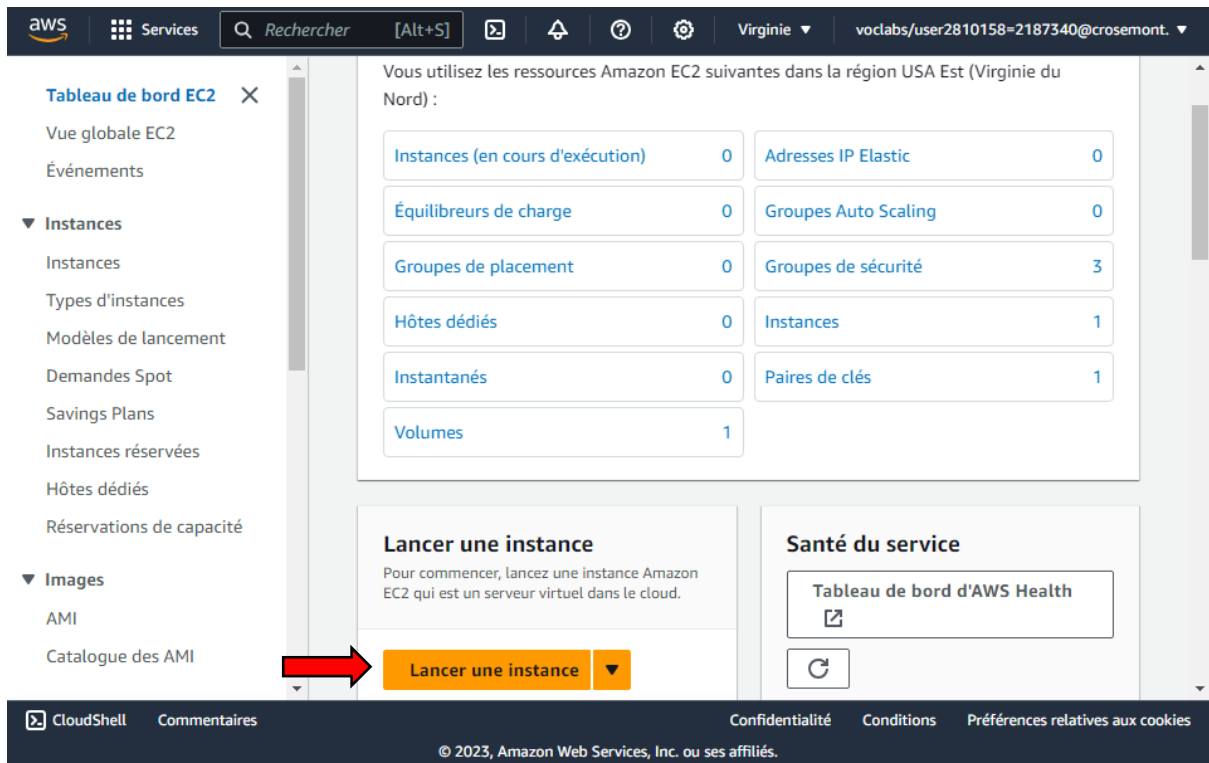 aws
Services
Rechercher [Alt+S]
Virginie ▼
voclabs/user2810158=2187340@crosemont. ▼
Tableau de bord EC2
Vue globale EC2
Événements
Instances
Instances
Types d'instances
Modèles de lancement
Demandes Spot
Savings Plans
Instances réservées
Hôtes dédiés
Réservations de capacité
Images
AMI
Catalogue des AMI
Vous utilisez les ressources Amazon EC2 suivantes dans la région USA Est (Virginie du
Nord) :
Instances (en cours d'exécution) 0
Adresses IP Elastic 0
Équilibreurs de charge 0
Groupes Auto Scaling 0
Groupes de placement 0
Groupes de sécurité 3
Hôtes dédiés 0
Instances 1
Instantanés 0
Paires de clés 1
Volumes 1
Lancer une instance
Pour commencer, lancez une instance Amazon
EC2 qui est un serveur virtuel dans le cloud.
Lancer une instance
Santé du service
Tableau de bord d'AWS Health
CloudShell
Commentaires
Confidentialité
Conditions
Préférences relatives aux cookies
© 2023, Amazon Web Services, Inc. ou ses affiliés.